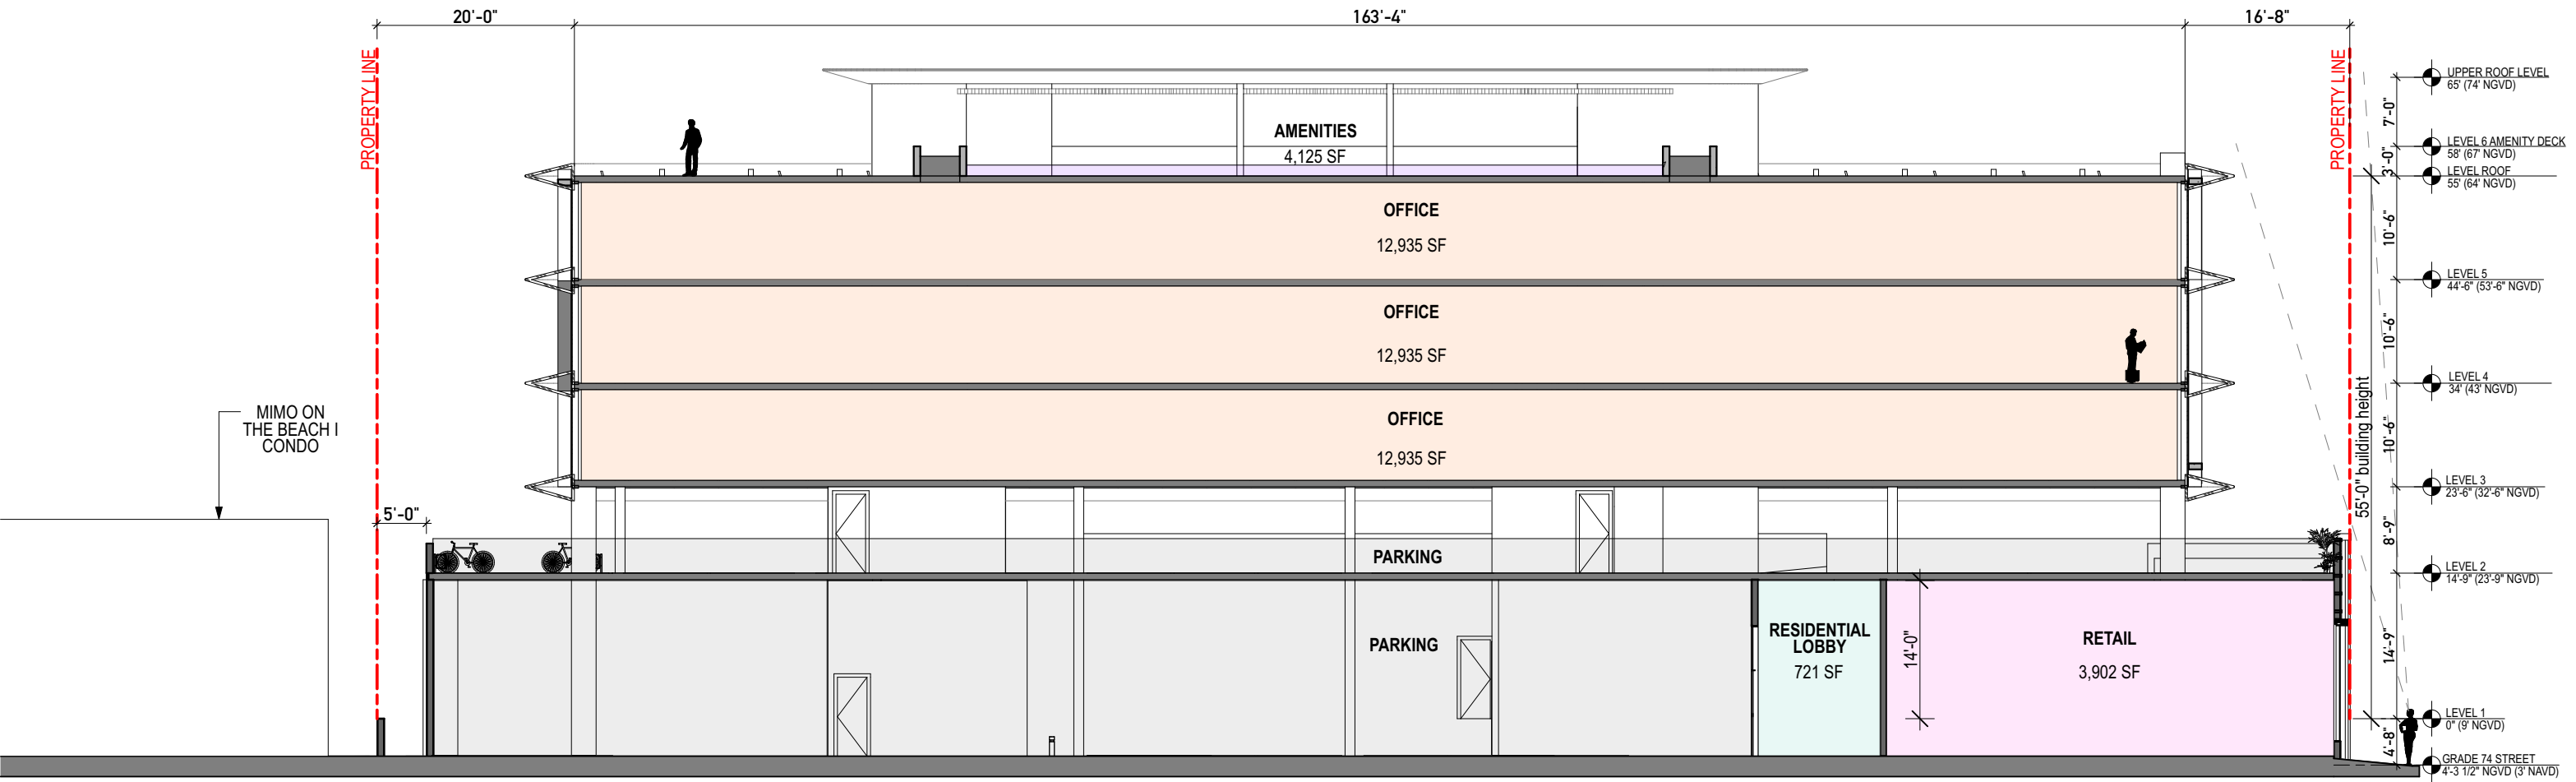 20'-0"
163'-4"
16'-8"
PROPERTY LINE
PROPERTY LINE
UPPER ROOF LEVEL
65' (74' NGVD)
7'-0"
AMENITIES
4,125 SF
LEVEL 6 AMENITY DECK
58' (67' NGVD)
3'-0"
LEVEL ROOF
55' (64' NGVD)
OFFICE
12,935 SF
10'-6"
LEVEL 5
44'-6" (53'-6" NGVD)
OFFICE
12,935 SF
10'-6"
LEVEL 4
34' (43' NGVD)
MIMO ON
THE BEACH I
CONDO
OFFICE
12,935 SF
10'-6"
55'-0" building height
LEVEL 3
23'-6" (32'-6" NGVD)
5'-0"
8'-9"
PARKING
LEVEL 2
14'-9" (23'-9" NGVD)
PARKING
RESIDENTIAL
LOBBY
721 SF
14'-0"
RETAIL
3,902 SF
14'-9"
LEVEL 1
0" (9' NGVD)
4'-8"
GRADE 74 STREET
4'-3 1/2" NGVD (3' NAVD)